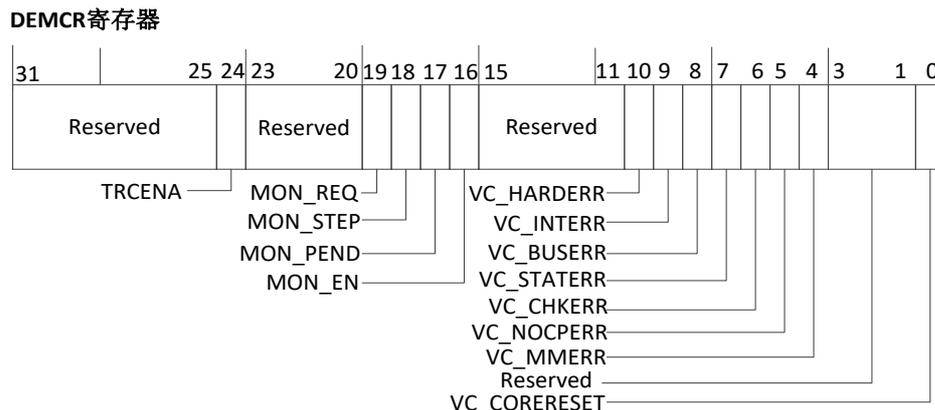 DEMCR寄存器
31 25 24 23 20 19 18 17 16 15 11 10 9 8 7 6 5 4 3 1 0
Reserved Reserved Reserved
TRCENA MON_REQ VC_HARDERR
MON_STEP VC_INTERR
MON_PEND VC_BUSERR
MON_EN VC_STATERR
VC_CHKERR
VC_NOCPERR
VC_MMERR
Reserved
VC_CORERESET